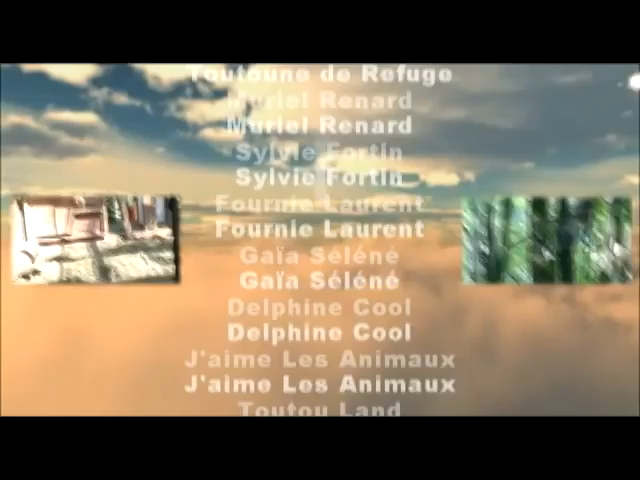 Toutoune de Refuge
Muriel Renard
Muriel Renard
Sylvie Fortin
Sylvie Fortin
Fournie Laurent
Fournie Laurent
Gaïa Séléné
Gaïa Séléné
Delphine Cool
Delphine Cool
J'aime Les Animaux
J'aime Les Animaux
Toutou Land